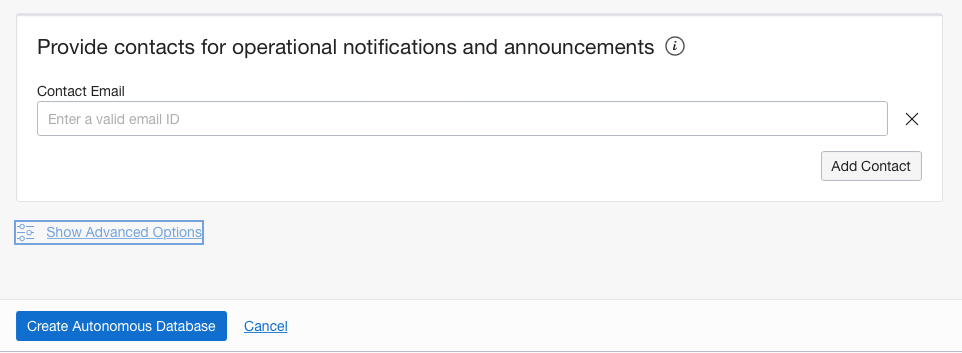 Provide contacts for operational notifications and announcements i
Contact Email
Enter a valid email ID
Add Contact
Show Advanced Options
Create Autonomous Database Cancel